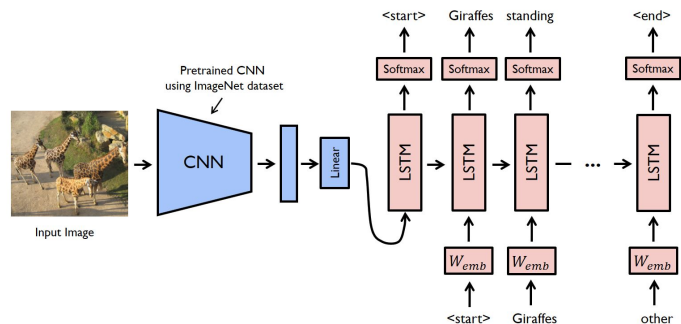 <start> Giraffes standing <end>
Softmax Softmax Softmax Softmax
Pretrained CNN
using ImageNet dataset
CNN
Linear
LSTM LSTM LSTM ... LSTM
Input Image
W_emb W_emb W_emb
<start> Giraffes other